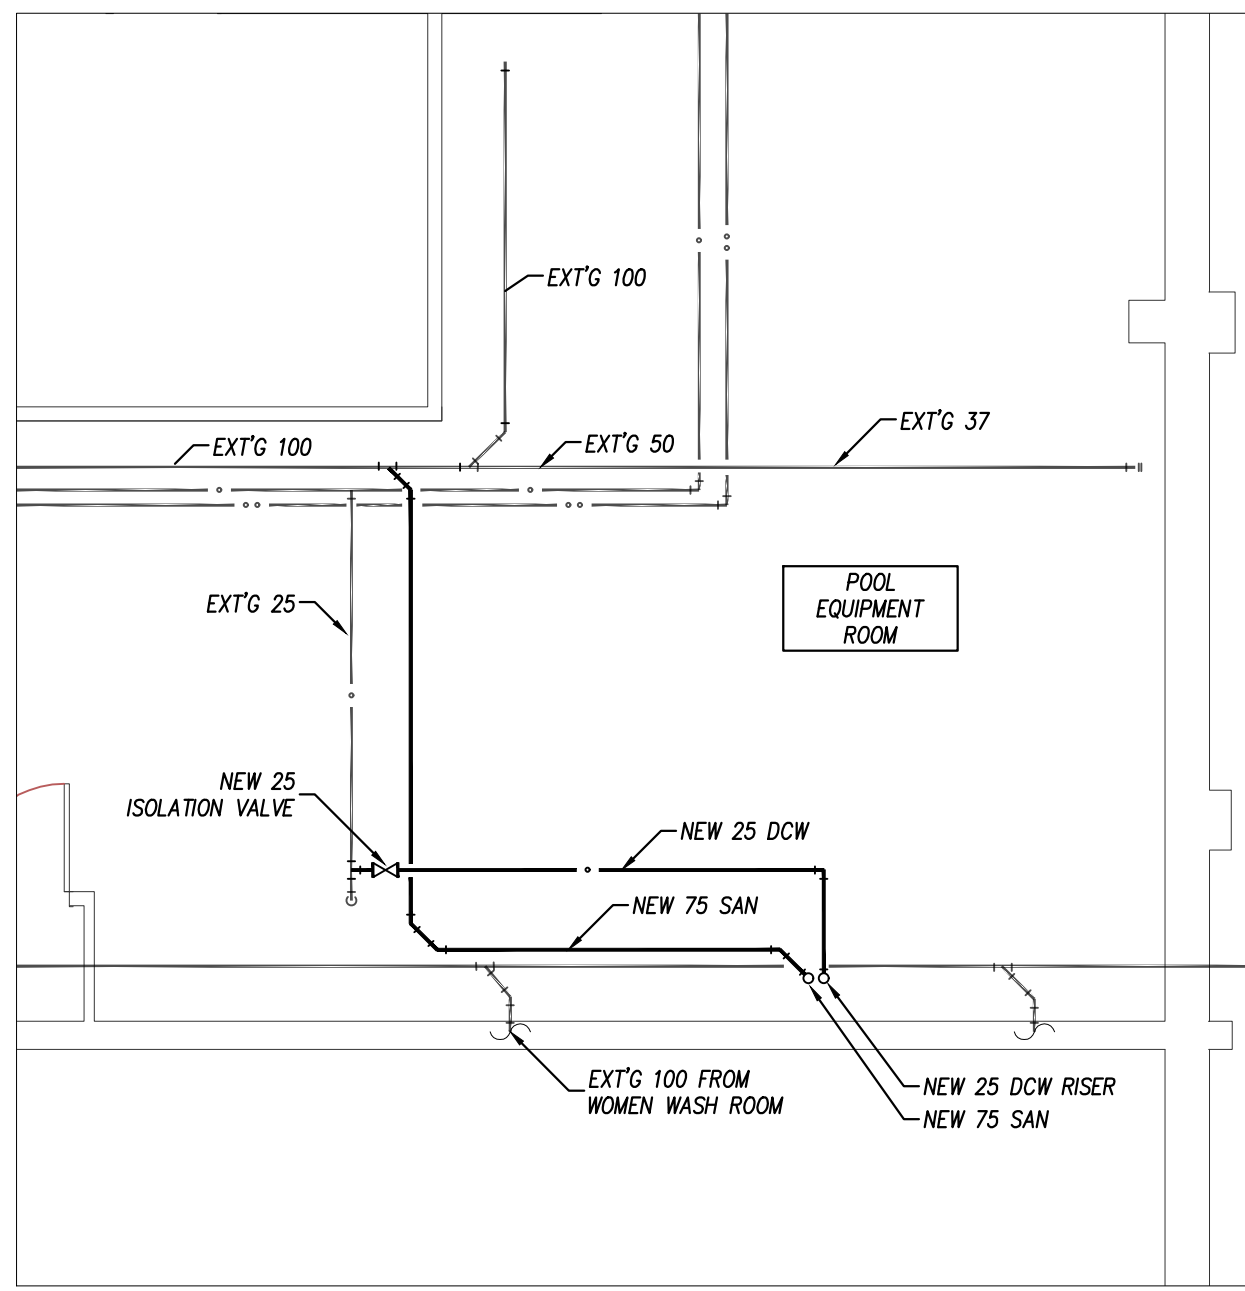 EXT'G 100
EXT'G 37
EXT'G 100
EXT'G 50
POOL
EQUIPMENT
ROOM
EXT'G 25
NEW 25
ISOLATION VALVE
NEW 25 DCW
NEW 75 SAN
EXT'G 100 FROM
WOMEN WASH ROOM
NEW 25 DCW RISER
NEW 75 SAN